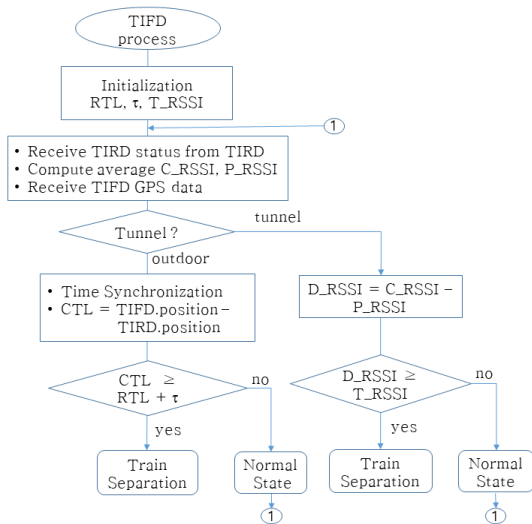 TIFD
process
Initialization
RTL, τ, T_RSSI
1
• Receive TIRD status from TIRD
• Compute average C_RSSI, P_RSSI
• Receive TIFD GPS data
Tunnel ?
tunnel
outdoor
• Time Synchronization
• CTL = TIFD.position–
TIRD.position
D_RSSI = C_RSSI –
P_RSSI
CTL ≥
RTL + τ
no
D_RSSI ≥
T_RSSI
no
yes
yes
Train
Separation
Normal
State
Train
Separation
Normal
State
1
1